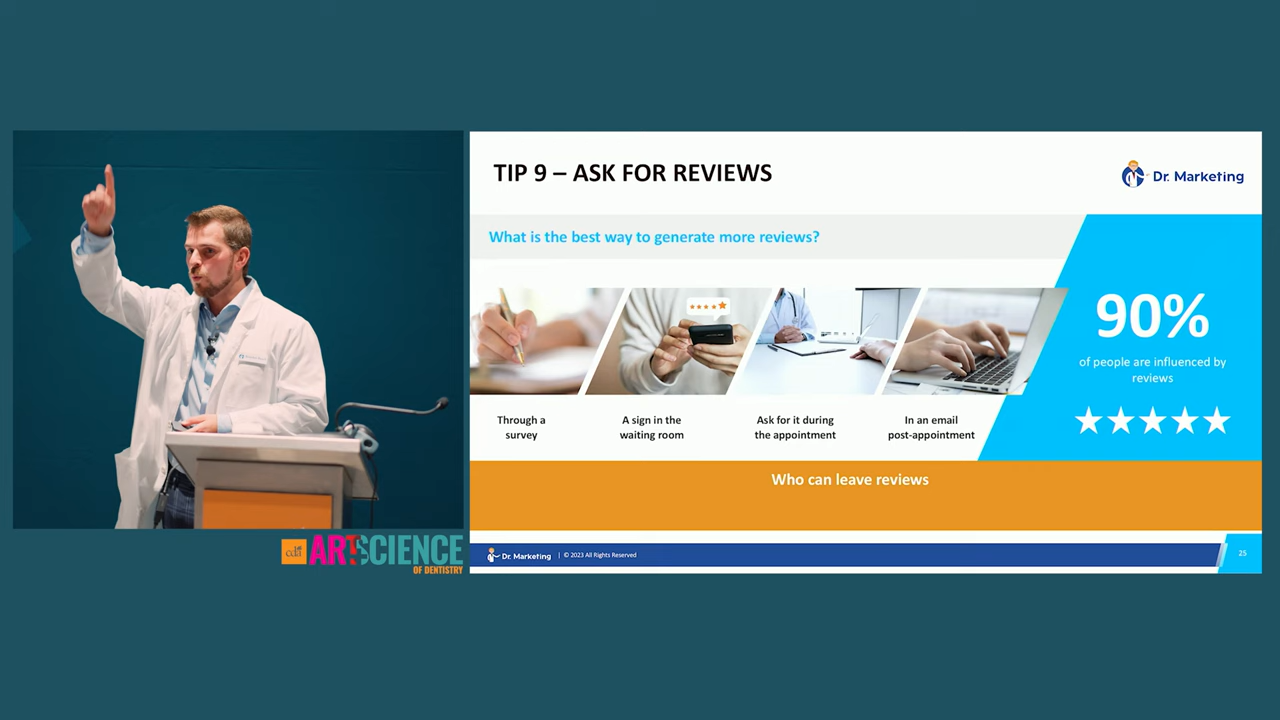 TIP 9 – ASK FOR REVIEWS
Dr. Marketing
What is the best way to generate more reviews?
90%
of people are influenced by
reviews
Through a
survey
A sign in the
waiting room
Ask for it during
the appointment
In an email
post-appointment
Who can leave reviews
cda
ARTS SCIENCE
OF DENTISTRY
Dr. Marketing | © 2023 All Rights Reserved
25